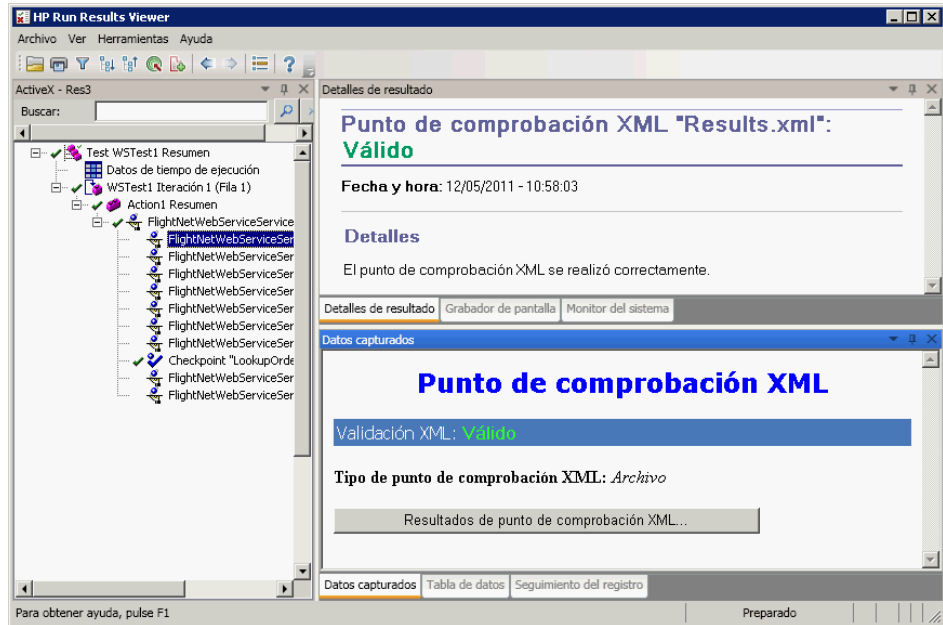 HP Run Results Viewer
Archivo Ver Herramientas Ayuda
ActiveX - Res3
Buscar:
Test WSTest1 Resumen
Datos de tiempo de ejecución
WSTest1 Iteración 1 (Fila 1)
Action1 Resumen
FlightNetWebServiceService
FlightNetWebServiceSer
FlightNetWebServiceSer
FlightNetWebServiceSer
FlightNetWebServiceSer
FlightNetWebServiceSer
FlightNetWebServiceSer
FlightNetWebServiceSer
Checkpoint "LookupOrde
FlightNetWebServiceSer
FlightNetWebServiceSer
Detalles de resultado
Punto de comprobación XML "Results.xml":
Válido
Fecha y hora: 12/05/2011 - 10:58:03
Detalles
El punto de comprobación XML se realizó correctamente.
Detalles de resultado Grabador de pantalla Monitor del sistema
Datos capturados
Punto de comprobación XML
Validación XML: Válido
Tipo de punto de comprobación XML: Archivo
Resultados de punto de comprobación XML...
Datos capturados Tabla de datos Seguimiento del registro
Para obtener ayuda, pulse F1
Preparado